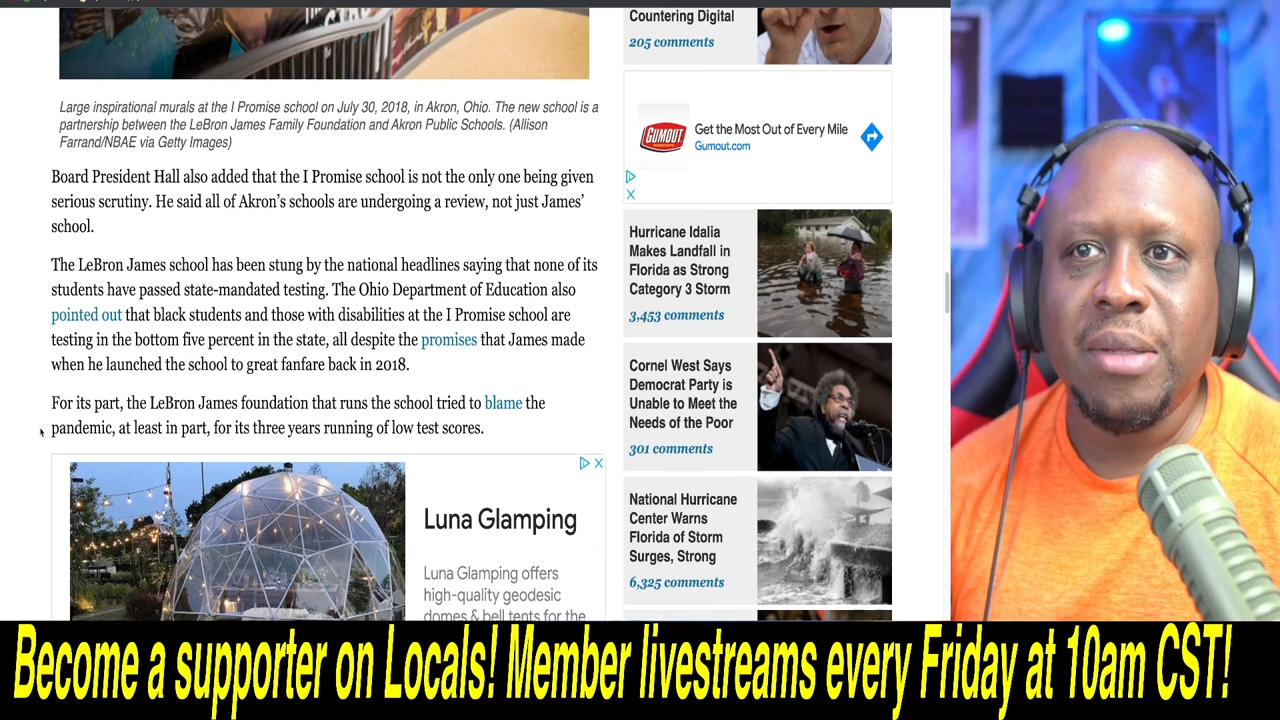 Large inspirational murals at the I Promise school on July 30, 2018, in Akron, Ohio. The new school is a
partnership between the LeBron James Family Foundation and Akron Public Schools. (Allison
Farrand/NBAE via Getty Images)
Board President Hall also added that the I Promise school is not the only one being given
serious scrutiny. He said all of Akron's schools are undergoing a review, not just James'
school.
The LeBron James school has been stung by the national headlines saying that none of its
students have passed state-mandated testing. The Ohio Department of Education also
pointed out that black students and those with disabilities at the I Promise school are
testing in the bottom five percent in the state, all despite the promises that James made
when he launched the school to great fanfare back in 2018.
For its part, the LeBron James foundation that runs the school tried to blame the
pandemic, at least in part, for its three years running of low test scores.
Luna Glamping
Luna Glamping offers
high-quality geodesic
domes & bell tents for the
Countering Digital
205 comments
GUMOUT
Get the Most Out of Every Mile
Gumout.com
Hurricane Idalia
Makes Landfall in
Florida as Strong
Category 3 Storm
3,453 comments
Cornel West Says
Democrat Party is
Unable to Meet the
Needs of the Poor
301 comments
National Hurricane
Center Warns
Florida of Storm
Surges, Strong
6,325 comments
Become a supporter on Locals! Member livestreams every Friday at 10am CST!